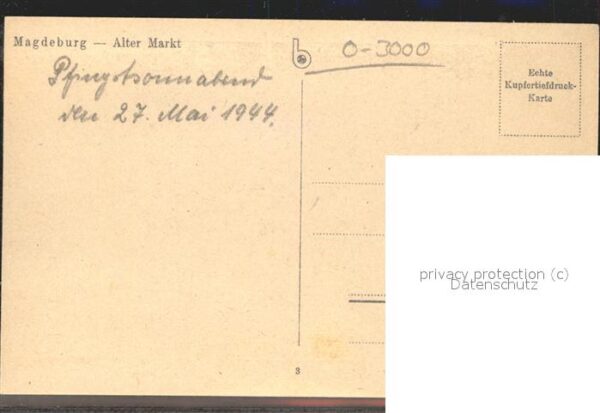 Magdeburg — Alter Markt
Pfingstsonnabend
den 27. Mai 1944.
b
0-3000
Echte
Kupfertiefdruck-
Karte
privacy protection (c)
Datenschutz
3